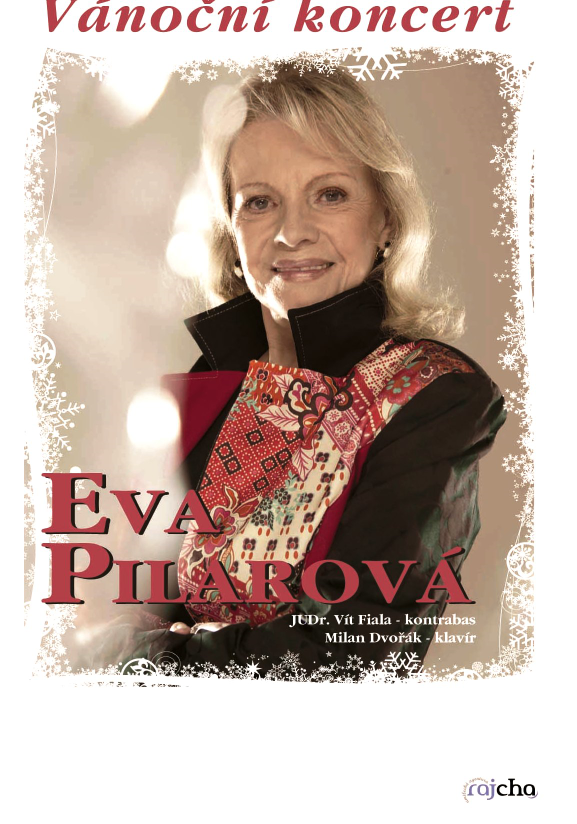 Vánoční koncert
EVA
PILAROVÁ
JUDr. Vít Fiala - kontrabas
Milan Dvořák - klavír
rajcha